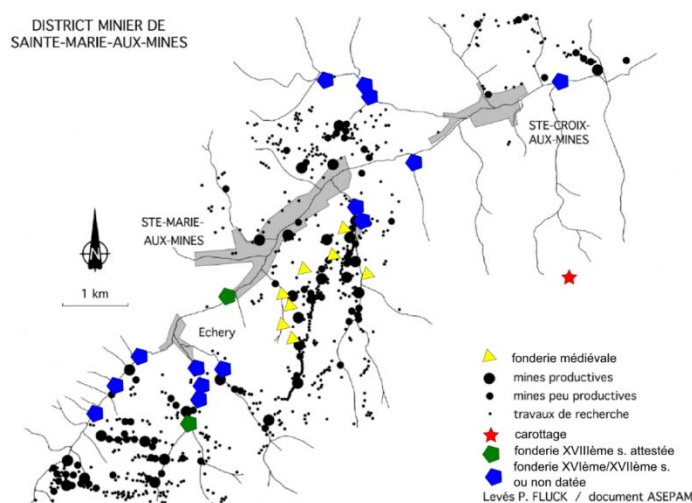 DISTRICT MINIER DE
SAINTE-MARIE-AUX-MINES
STE-CROIX-
AUX-MINES
STE-MARIE-
AUX-MINES
N
1 km
Echery
fonderie médiévale
mines productives
mines peu productives
travaux de recherche
carottage
fonderie XVIIIème s. attestée
fonderie XVIème/XVIIème s.
ou non datée
Levés P. FLUCK / document ASEPAM